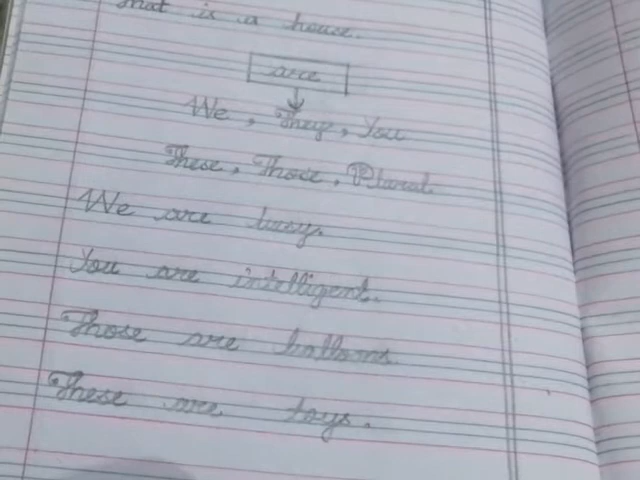 That is a house.
are
We, They, You
These, Those, Plural
We are busy.
You are intelligent.
Those are balloons.
These are toys.